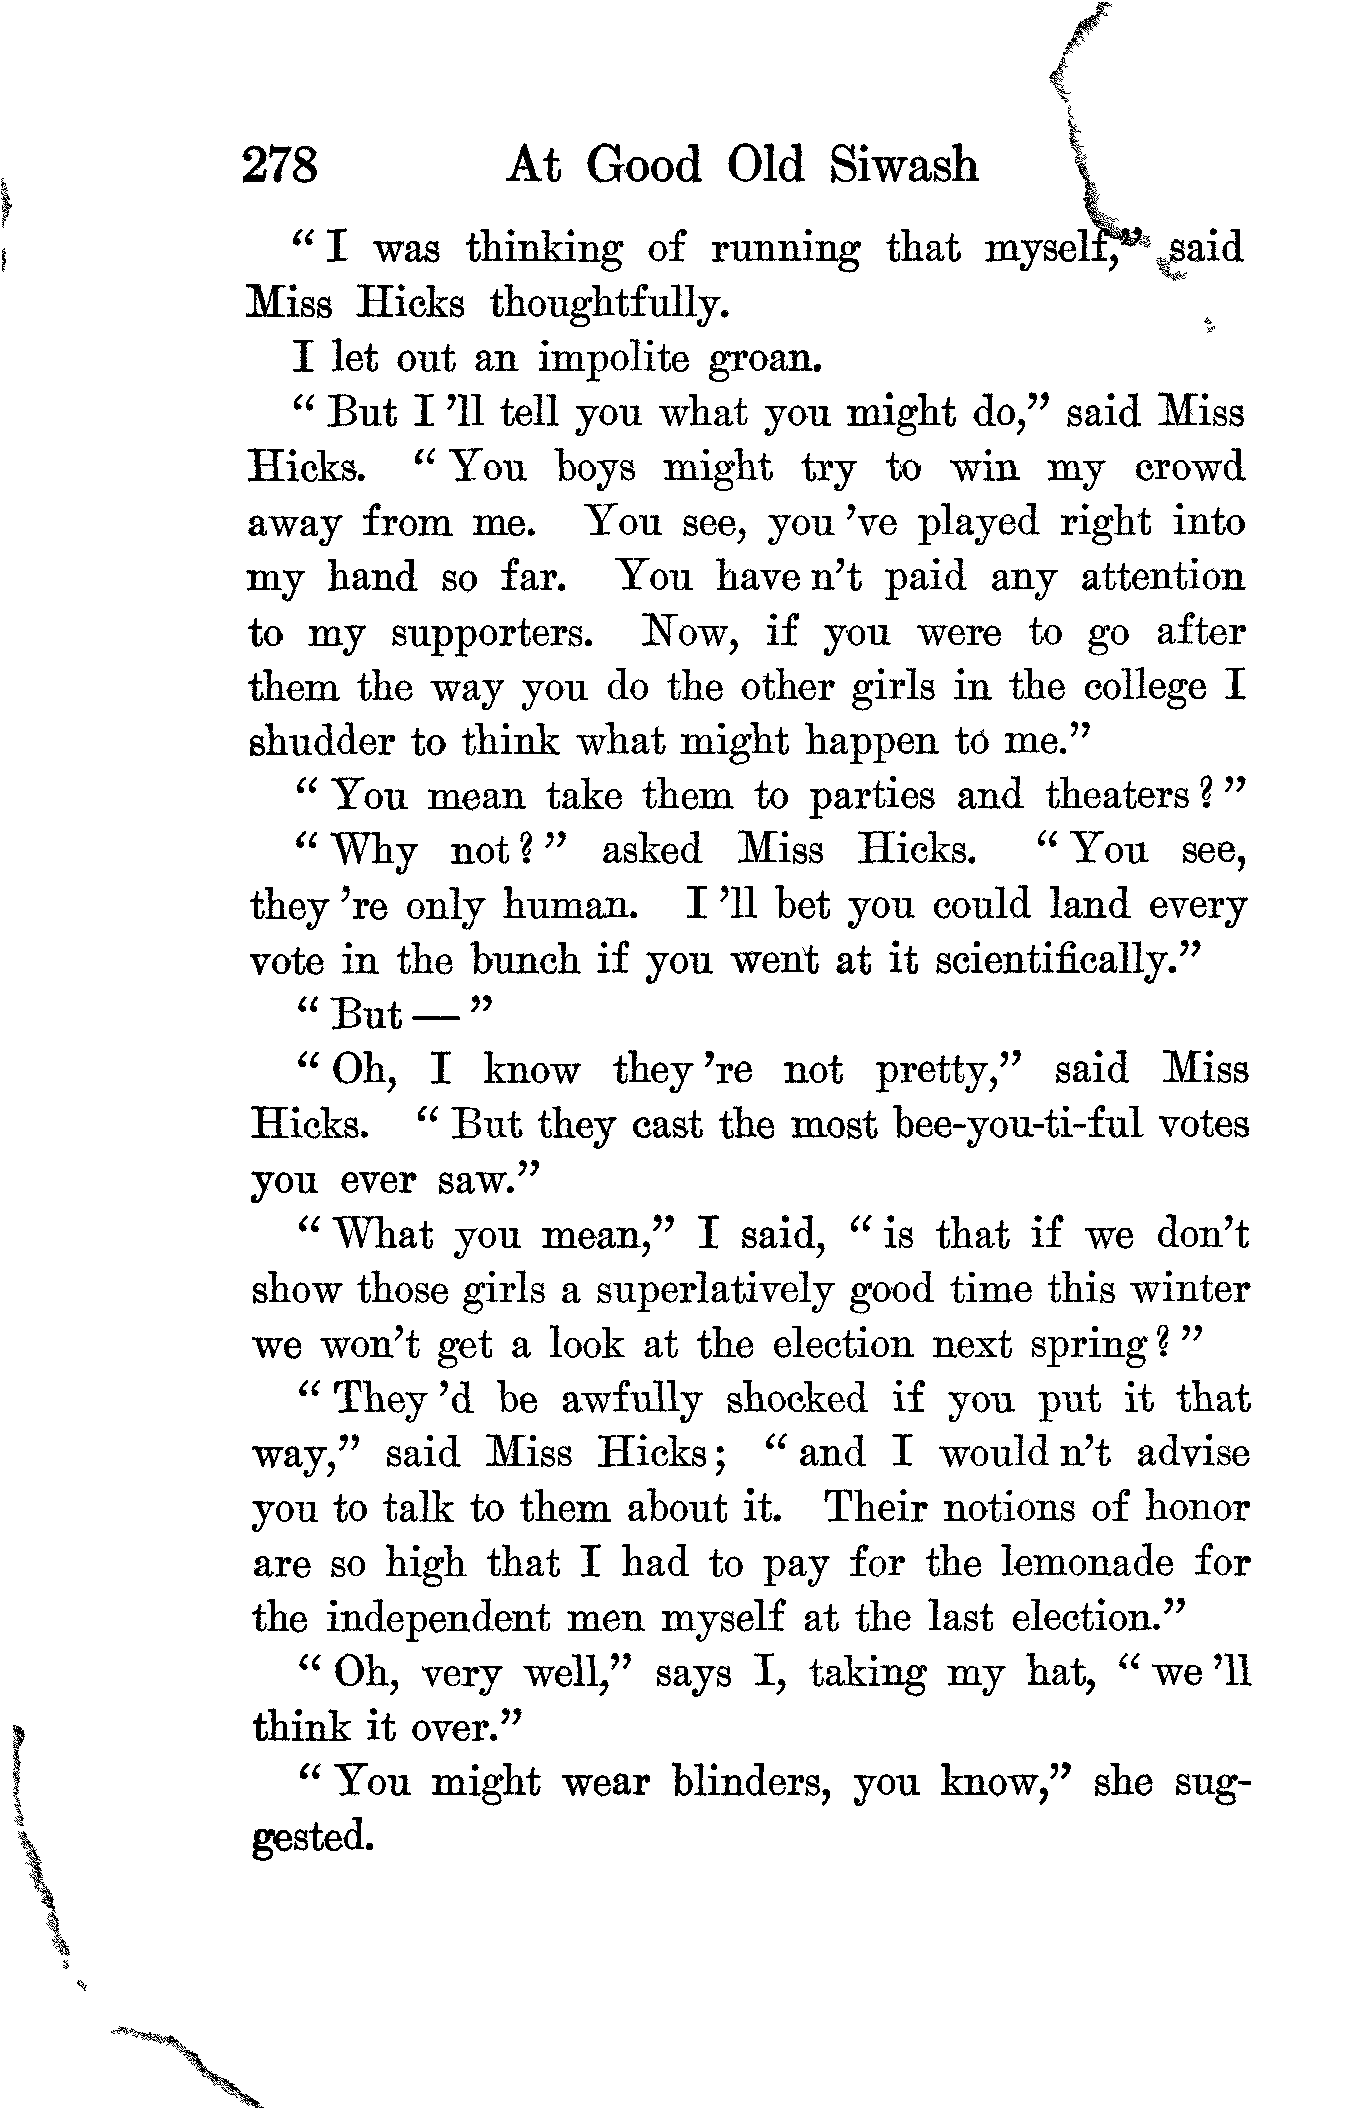 278 At Good Old Siwash
“ I was thinking of running that myself,” said
Miss Hicks thoughtfully.
I let out an impolite groan.
“ But I ’ll tell you what you might do,” said Miss
Hicks. “ You boys might try to win my crowd
away from me. You see, you ’ve played right into
my hand so far. You have n’t paid any attention
to my supporters. Now, if you were to go after
them the way you do the other girls in the college I
shudder to think what might happen to me.”
“ You mean take them to parties and theaters ? ”
“ Why not ? ” asked Miss Hicks. “ You see,
they ’re only human. I ’ll bet you could land every
vote in the bunch if you went at it scientifically.”
“ But — ”
“ Oh, I know they ’re not pretty,” said Miss
Hicks. “ But they cast the most bee-you-ti-ful votes
you ever saw.”
“ What you mean,” I said, “ is that if we don’t
show those girls a superlatively good time this winter
we won’t get a look at the election next spring ? ”
“ They ’d be awfully shocked if you put it that
way,” said Miss Hicks ; “ and I would n’t advise
you to talk to them about it. Their notions of honor
are so high that I had to pay for the lemonade for
the independent men myself at the last election.”
“ Oh, very well,” says I, taking my hat, “ we ’ll
think it over.”
“ You might wear blinders, you know,” she sug-
gested.